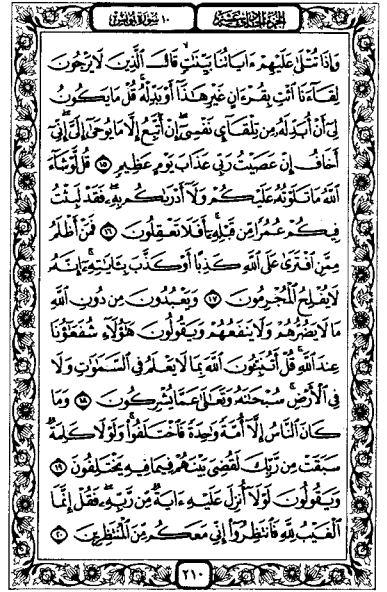 ١٠ سورة يونس
الجزء الحادي عشر
وَإِذَا تُتْلَىٰ عَلَيْهِمْ ءَايَاتُنَا بَيِّنَٰتٍ قَالَ ٱلَّذِينَ لَا يَرْجُونَ
لِقَآءَنَا ٱئْتِ بِقُرْءَانٍ غَيْرِ هَٰذَآ أَوْ بَدِّلْهُ قُلْ مَا يَكُونُ
لِيٓ أَنْ أُبَدِّلَهُۥ مِن تِلْقَآيِٕ نَفْسِيٓ إِنْ أَتَّبِعُ إِلَّا مَا يُوحَىٰٓ إِلَيَّ إِنِّيٓ
أَخَافُ إِنْ عَصَيْتُ رَبِّي عَذَابَ يَوْمٍ عَظِيمٍ ١٥ قُل لَّوْ شَآءَ
ٱللَّهُ مَا تَلَوْتُهُۥ عَلَيْكُمْ وَلَآ أَدْرَىٰكُم بِهِۦ فَقَدْ لَبِثْتُ
فِيكُمْ عُمُرًا مِّن قَبْلِهِۦٓ أَفَلَا تَعْقِلُونَ ١٦ فَمَنْ أَظْلَمُ
مِمَّنِ ٱفْتَرَىٰ عَلَى ٱللَّهِ كَذِبًا أَوْ كَذَّبَ بِـَٔايَٰتِهِۦٓ إِنَّهُۥ
لَا يُفْلِحُ ٱلْمُجْرِمُونَ ١٧ وَيَعْبُدُونَ مِن دُونِ ٱللَّهِ
مَا لَا يَضُرُّهُمْ وَلَا يَنفَعُهُمْ وَيَقُولُونَ هَٰٓؤُلَآءِ شُفَعَٰٓؤُنَا
عِندَ ٱللَّهِ قُلْ أَتُنَبِّـُٔونَ ٱللَّهَ بِمَا لَا يَعْلَمُ فِي ٱلسَّمَٰوَٰتِ وَلَا
فِي ٱلْأَرْضِ سُبْحَٰنَهُۥ وَتَعَٰلَىٰ عَمَّا يُشْرِكُونَ ١٨ وَمَا
كَانَ ٱلنَّاسُ إِلَّآ أُمَّةً وَٰحِدَةً فَٱخْتَلَفُوا۟ وَلَوْلَا كَلِمَةٌ
سَبَقَتْ مِن رَّبِّكَ لَقُضِيَ بَيْنَهُمْ فِيمَا فِيهِ يَخْتَلِفُونَ ١٩
وَيَقُولُونَ لَوْلَآ أُنزِلَ عَلَيْهِ ءَايَةٌ مِّن رَّبِّهِۦ فَقُلْ إِنَّمَا
ٱلْغَيْبُ لِلَّهِ فَٱنتَظِرُوٓا۟ إِنِّي مَعَكُم مِّنَ ٱلْمُنتَظِرِينَ ٢٠
٢١٠